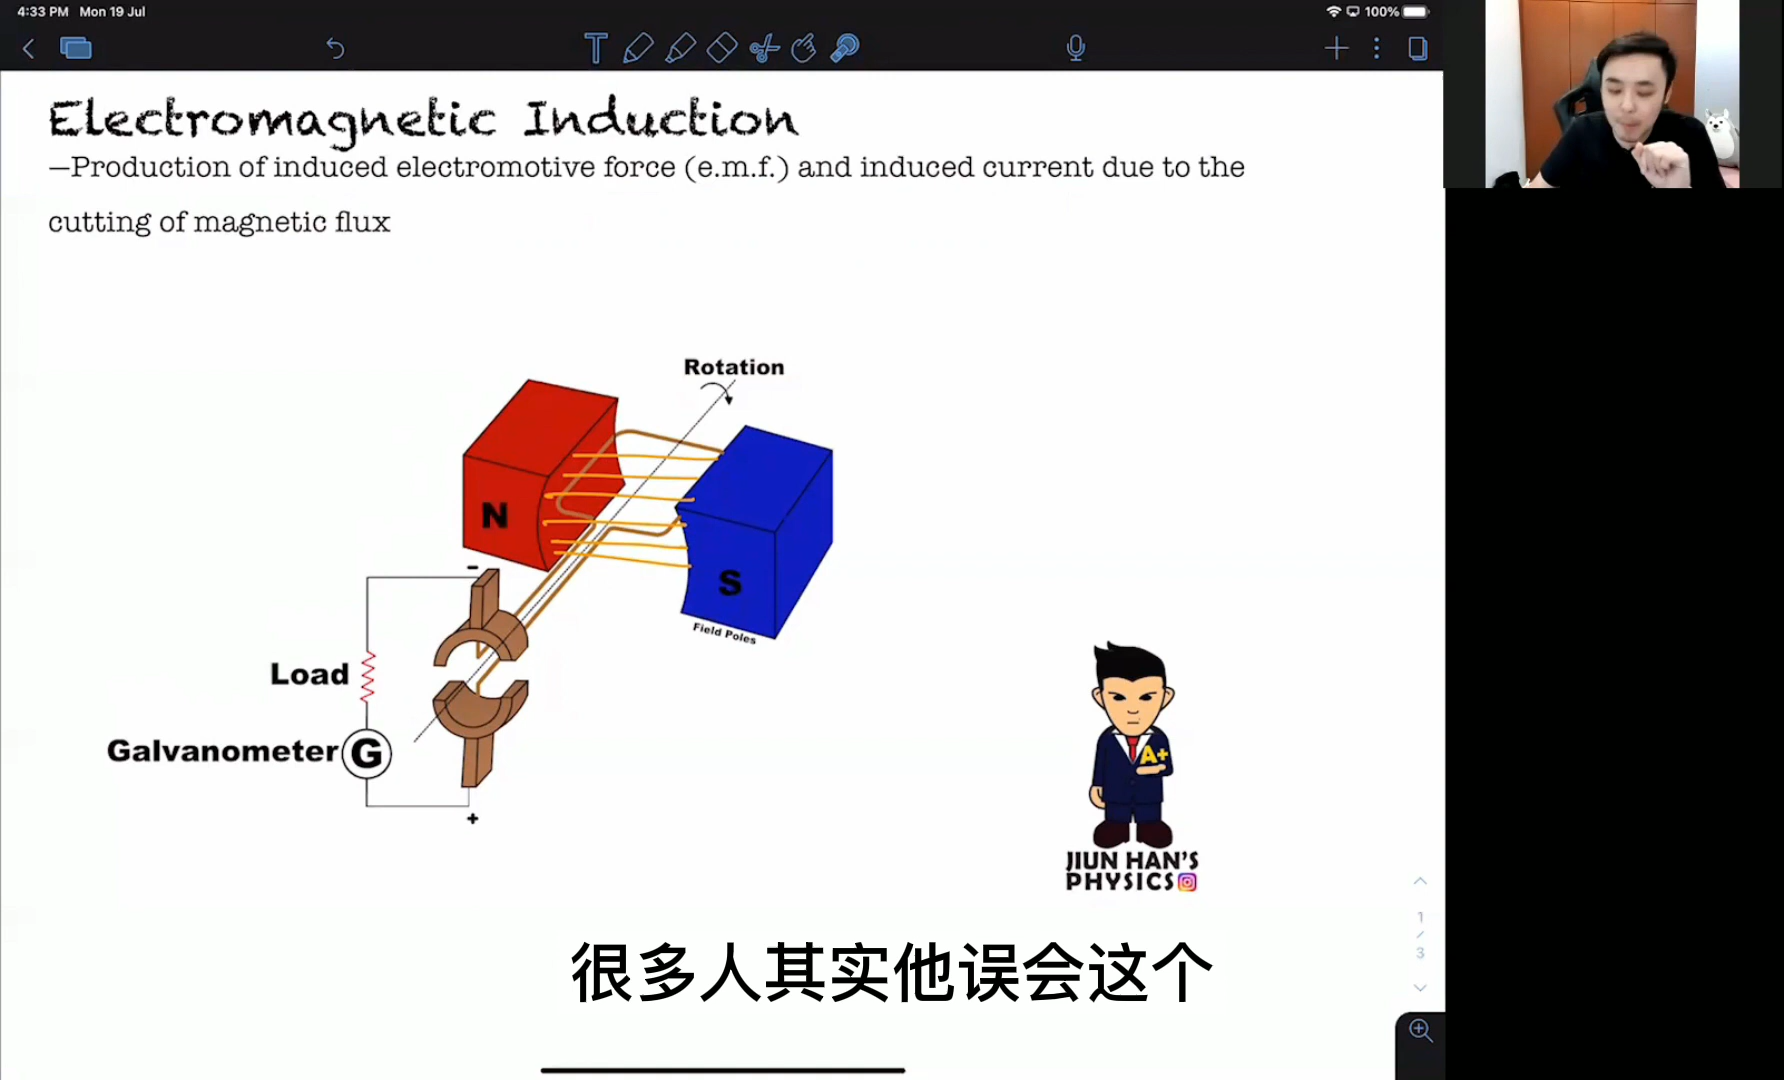 4:33 PM Mon 19 Jul
100%
T
Electromagnetic Induction
—Production of induced electromotive force (e.m.f.) and induced current due to the
cutting of magnetic flux
Rotation
N
S
Field Poles
-
Load
Galvanometer G
+
A+
JIUN HAN'S
PHYSICS
1
/
3
很多人其实他误会这个